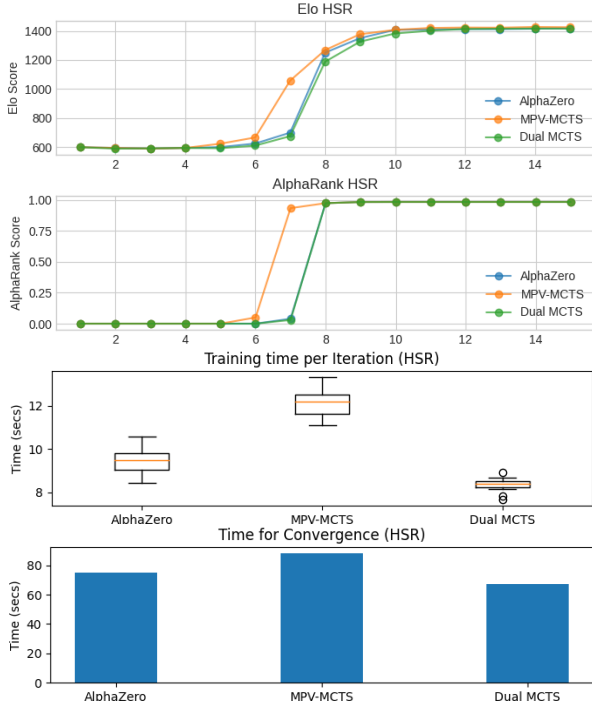 Elo HSR
1400
1200
1000
800
600
Elo Score
AlphaZero
MPV-MCTS
Dual MCTS
2 4 6 8 10 12 14
AlphaRank HSR
1.00
0.75
0.50
0.25
0.00
AlphaRank Score
AlphaZero
MPV-MCTS
Dual MCTS
2 4 6 8 10 12 14
Training time per Iteration (HSR)
12
10
8
Time (secs)
AlphaZero MPV-MCTS Dual MCTS
Time for Convergence (HSR)
80
60
40
20
0
Time (secs)
AlphaZero MPV-MCTS Dual MCTS